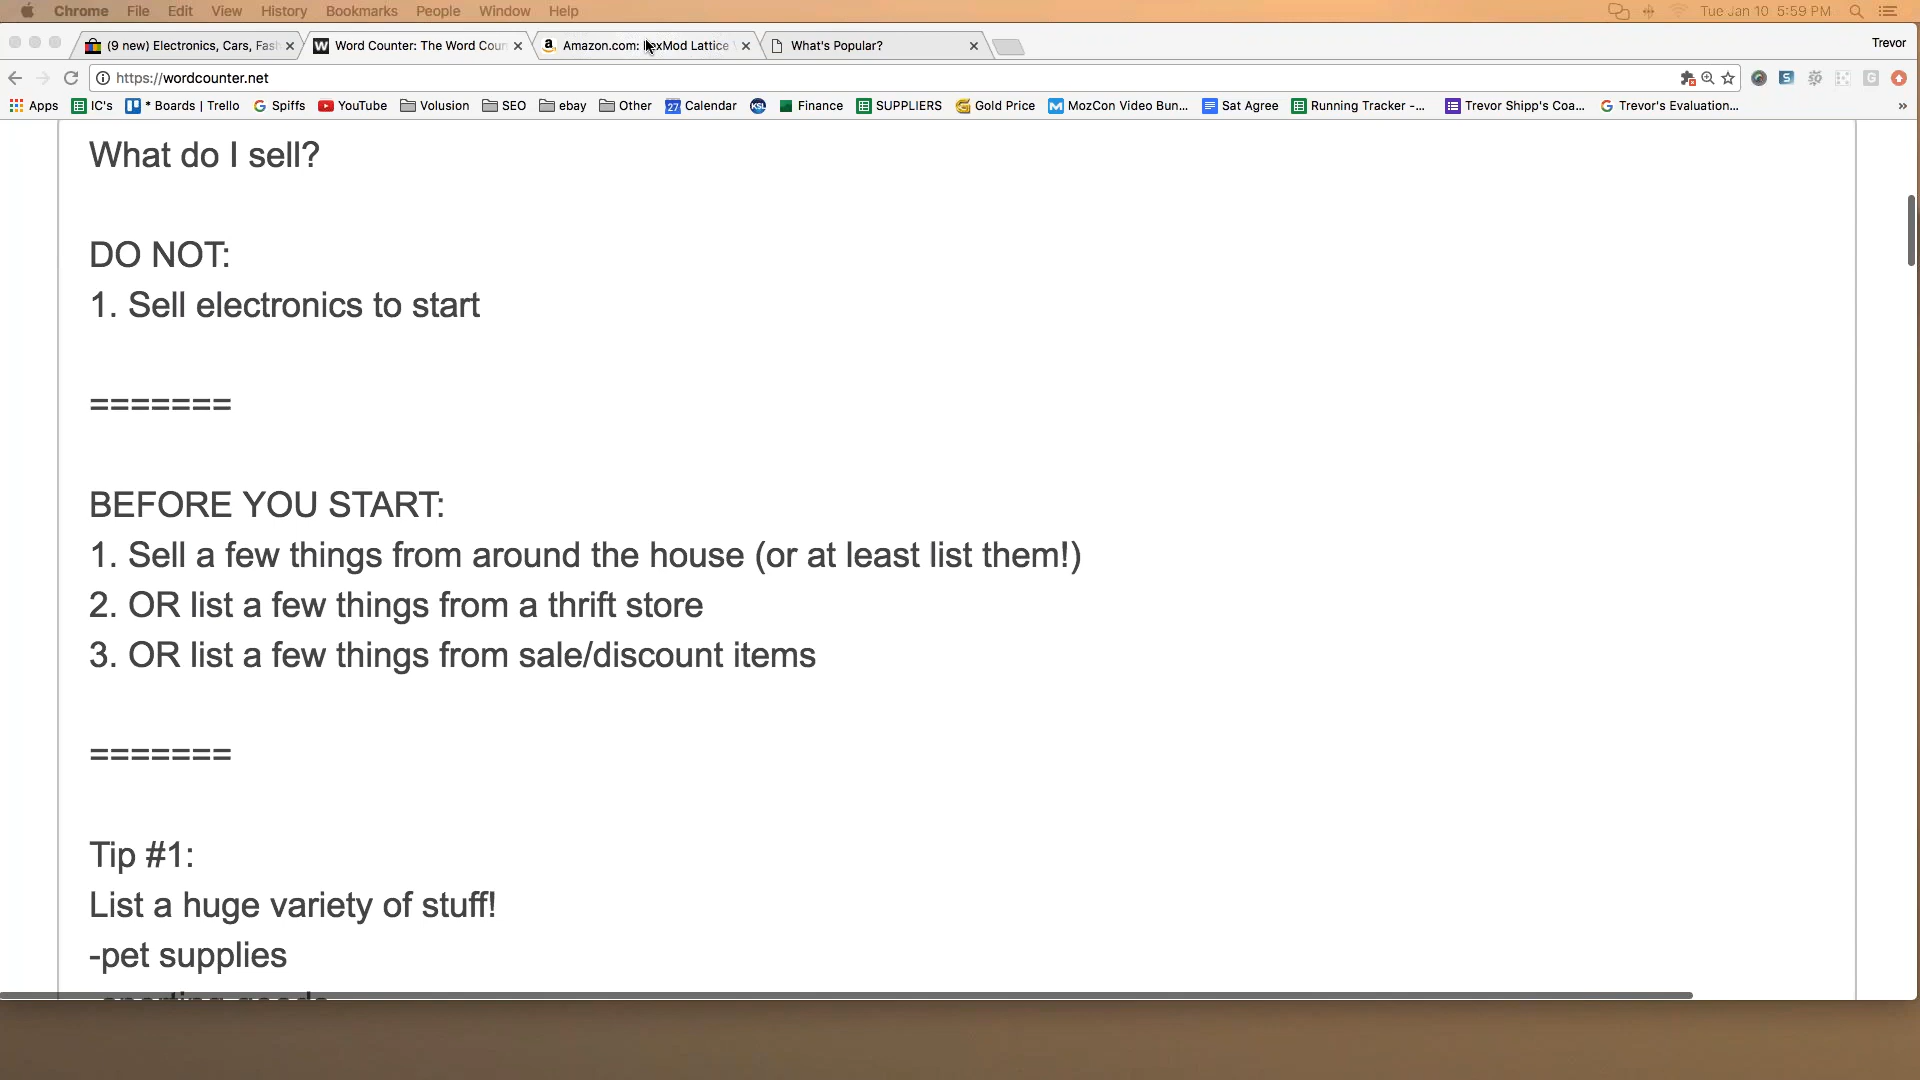 Chrome File Edit View History Bookmarks People Window Help Tue Jan 10 5:59 PM
(9 new) Electronics, Cars, Fas Word Counter: The Word Coun Amazon.com: exMod Lattice What's Popular? Trevor
https://wordcounter.net
Apps IC's * Boards | Trello Spiffs YouTube Volusion SEO ebay Other 27 Calendar KSL Finance SUPPLIERS Gold Price MozCon Video Bun... Sat Agree Running Tracker -... Trevor Shipp's Coa... Trevor's Evaluation... »
What do I sell?
DO NOT:
1. Sell electronics to start
=======
BEFORE YOU START:
1. Sell a few things from around the house (or at least list them!)
2. OR list a few things from a thrift store
3. OR list a few things from sale/discount items
=======
Tip #1:
List a huge variety of stuff!
-pet supplies